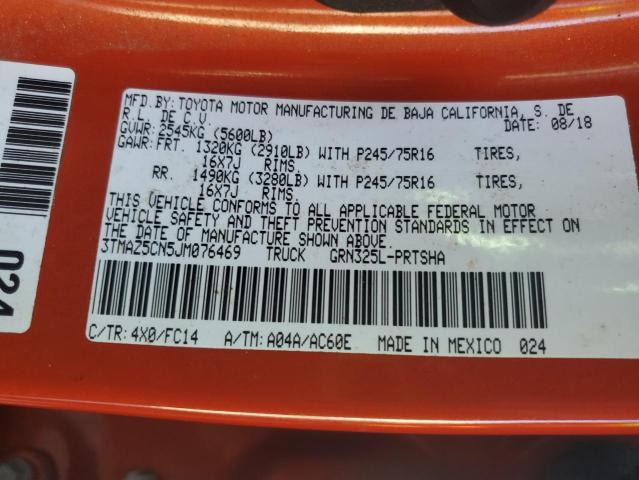 MFD.BY:TOYOTA MOTOR MANUFACTURING DE BAJA CALIFORNIA, S. DE
R.L. DE C.V. DATE: 08/18
GVWR: 2545KG (5600LB)
GAWR:FRT. 1320KG (2910LB) WITH P245/75R16 TIRES,
16X7J RIMS.
RR. 1490KG (3280LB) WITH P245/75R16 TIRES,
16X7J RIMS.
THIS VEHICLE CONFORMS TO ALL APPLICABLE FEDERAL MOTOR
VEHICLE SAFETY AND THEFT PREVENTION STANDARDS IN EFFECT ON
THE DATE OF MANUFACTURE SHOWN ABOVE.
3TMAZ5CN5JM076469 TRUCK GRN325L-PRTSHA
C/TR: 4X0/FC14 A/TM: A04A/AC60E MADE IN MEXICO 024
024